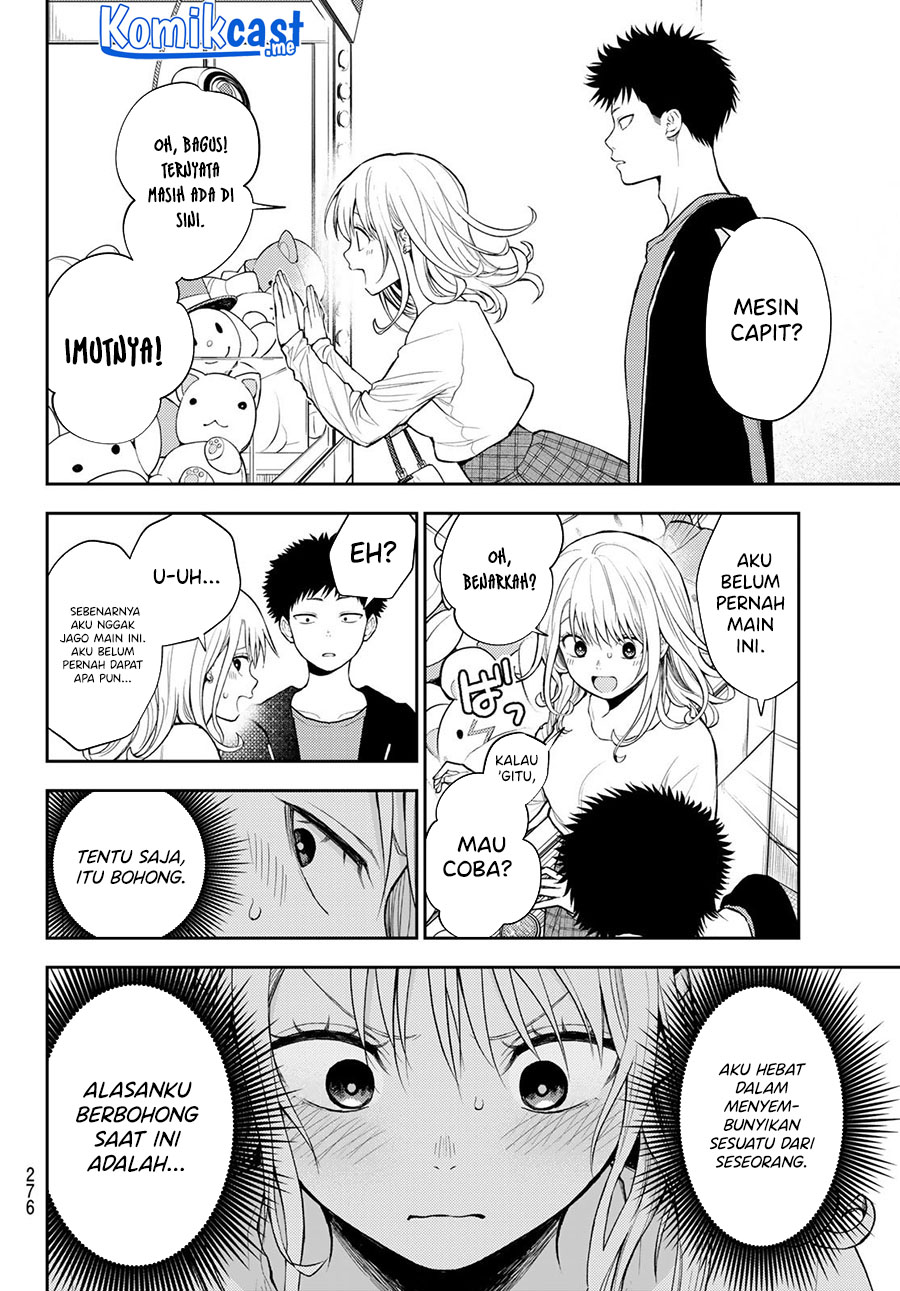 Komikcast
.me
MESIN
CAPIT?
OH, BAGUS!
TERNYATA
MASIH ADA DI
SINI.
IMUTNYA!
AKU
BELUM
PERNAH
MAIN
INI.
OH,
BENARKAH?
ばっ
KALAU
'GITU,
MAU
COBA?
EH?
U-UH...
SEBENARNYA
AKU NGGAK
JAGO MAIN INI.
AKU BELUM
PERNAH DAPAT
APA PUN...
TENTU SAJA,
ITU BOHONG.
AKU HEBAT
DALAM
MENYEM-
BUNYIKAN
SESUATU DARI
SESEORANG.
ALASANKU
BERBOHONG
SAAT INI
ADALAH...
276